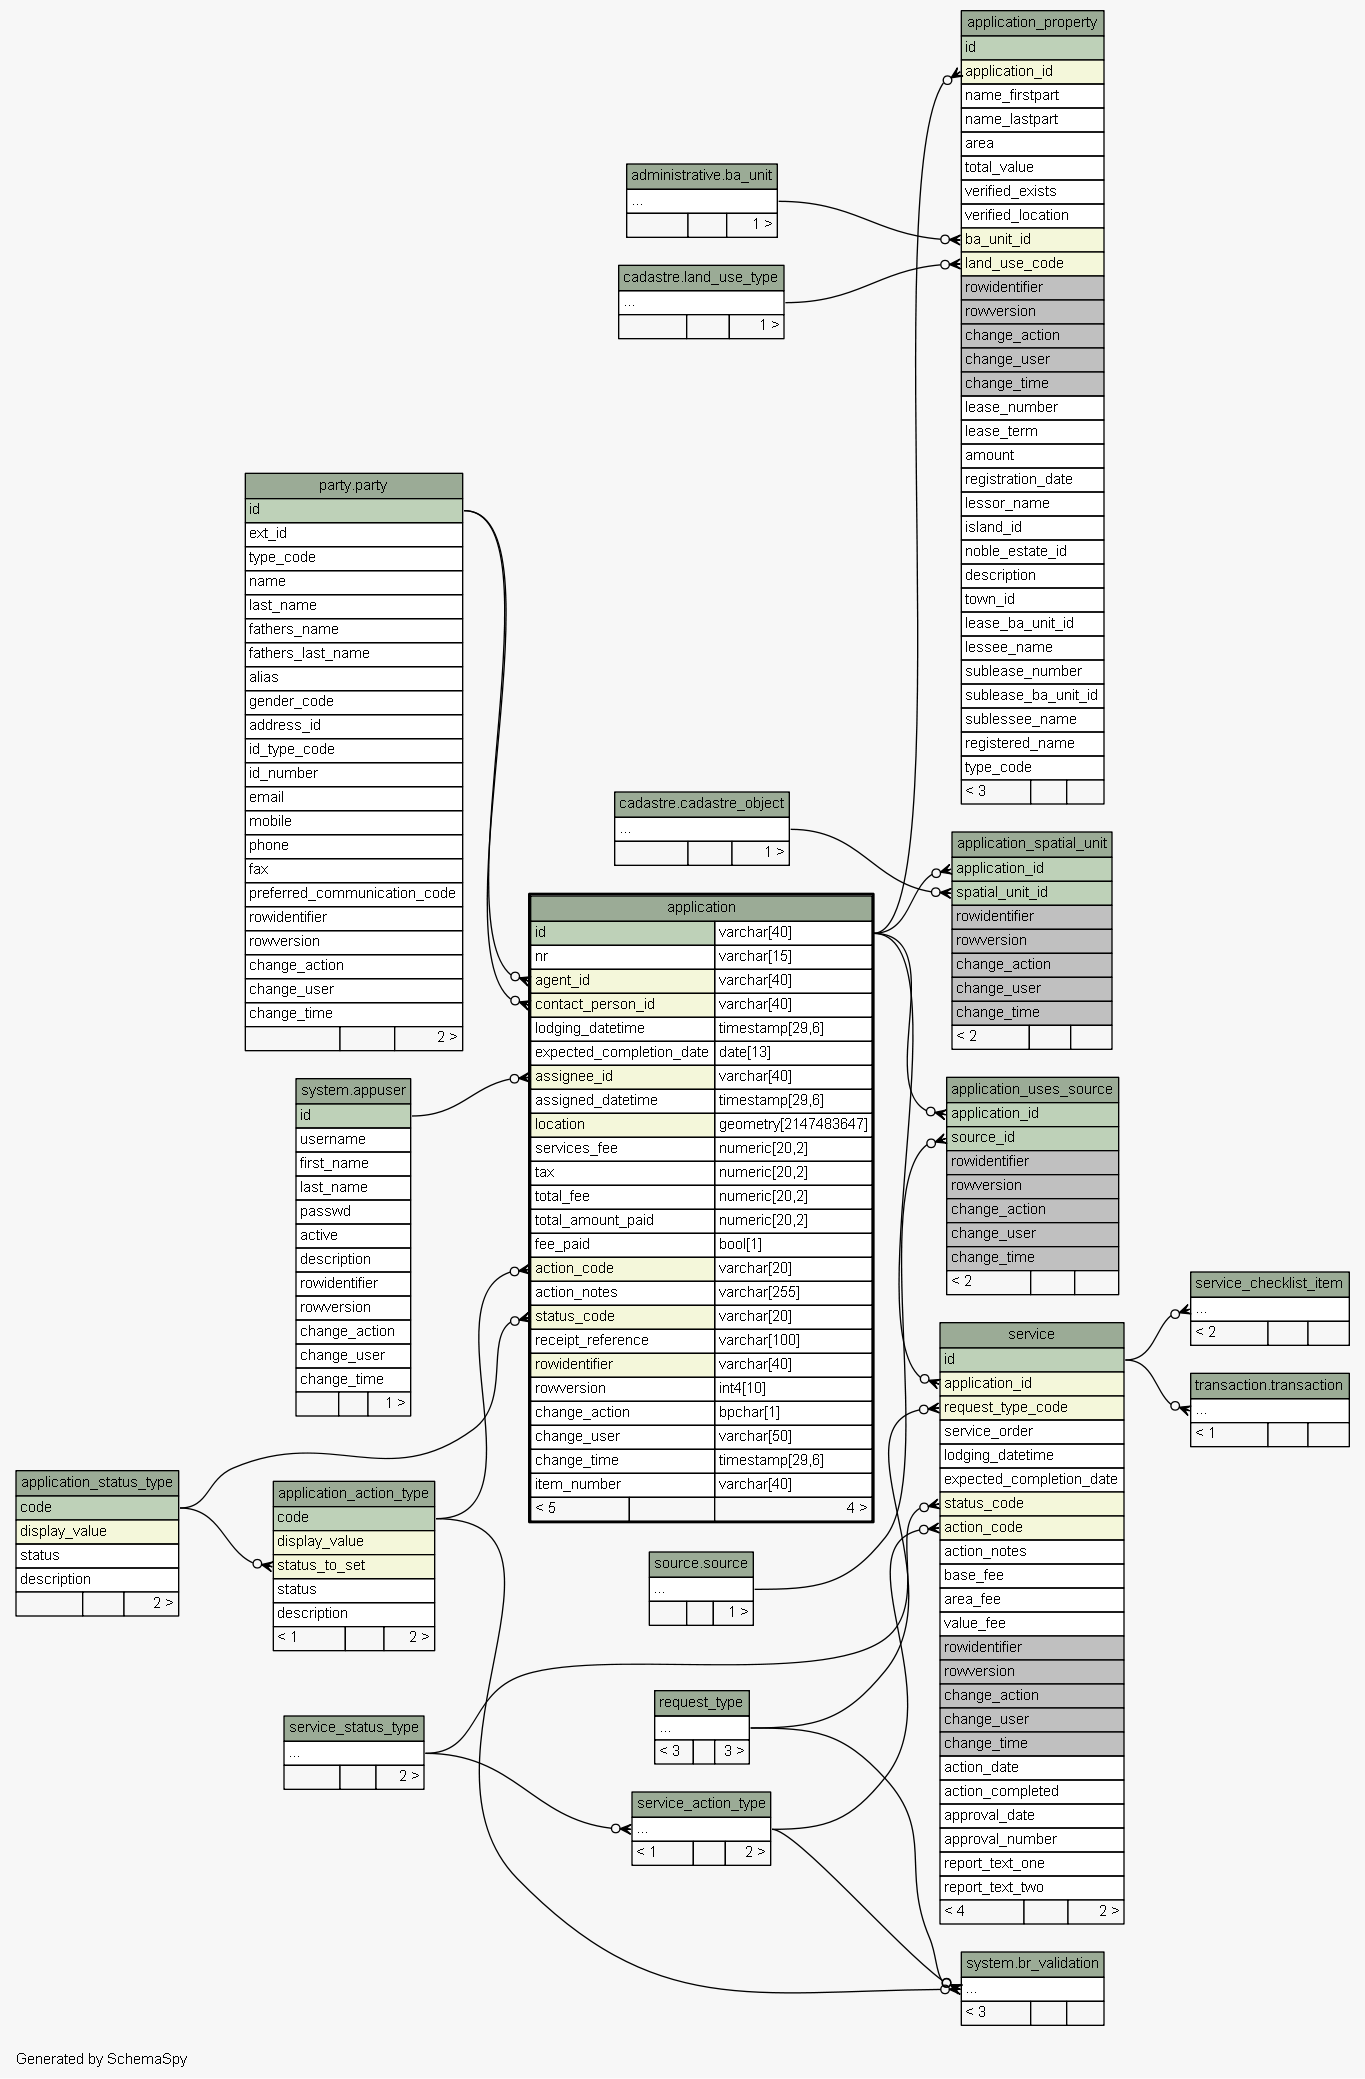 application_property
id
application_id
name_firstpart
name_lastpart
area
total_value
verified_exists
verified_location
ba_unit_id
land_use_code
rowidentifier
rowversion
change_action
change_user
change_time
lease_number
lease_term
amount
registration_date
lessor_name
island_id
noble_estate_id
description
town_id
lease_ba_unit_id
lessee_name
sublease_number
sublease_ba_unit_id
sublessee_name
registered_name
type_code
< 3
administrative.ba_unit
...
1 >
cadastre.land_use_type
...
1 >
party.party
id
ext_id
type_code
name
last_name
fathers_name
fathers_last_name
alias
gender_code
address_id
id_type_code
id_number
email
mobile
phone
fax
preferred_communication_code
rowidentifier
rowversion
change_action
change_user
change_time
2 >
cadastre.cadastre_object
...
1 >
application_spatial_unit
application_id
spatial_unit_id
rowidentifier
rowversion
change_action
change_user
change_time
< 2
application
id varchar[40]
nr varchar[15]
agent_id varchar[40]
contact_person_id varchar[40]
lodging_datetime timestamp[29,6]
expected_completion_date date[13]
assignee_id varchar[40]
assigned_datetime timestamp[29,6]
location geometry[2147483647]
services_fee numeric[20,2]
tax numeric[20,2]
total_fee numeric[20,2]
total_amount_paid numeric[20,2]
fee_paid bool[1]
action_code varchar[20]
action_notes varchar[255]
status_code varchar[20]
receipt_reference varchar[100]
rowidentifier varchar[40]
rowversion int4[10]
change_action bpchar[1]
change_user varchar[50]
change_time timestamp[29,6]
item_number varchar[40]
< 5 4 >
system.appuser
id
username
first_name
last_name
passwd
active
description
rowidentifier
rowversion
change_action
change_user
change_time
1 >
application_uses_source
application_id
source_id
rowidentifier
rowversion
change_action
change_user
change_time
< 2
service_checklist_item
...
< 2
transaction.transaction
...
< 1
service
id
application_id
request_type_code
service_order
lodging_datetime
expected_completion_date
status_code
action_code
action_notes
base_fee
area_fee
value_fee
rowidentifier
rowversion
change_action
change_user
change_time
action_date
action_completed
approval_date
approval_number
report_text_one
report_text_two
< 4 2 >
application_status_type
code
display_value
status
description
2 >
application_action_type
code
display_value
status_to_set
status
description
< 1 2 >
source.source
...
1 >
request_type
...
< 3 3 >
service_status_type
...
2 >
service_action_type
...
< 1 2 >
system.br_validation
...
< 3
Generated by SchemaSpy